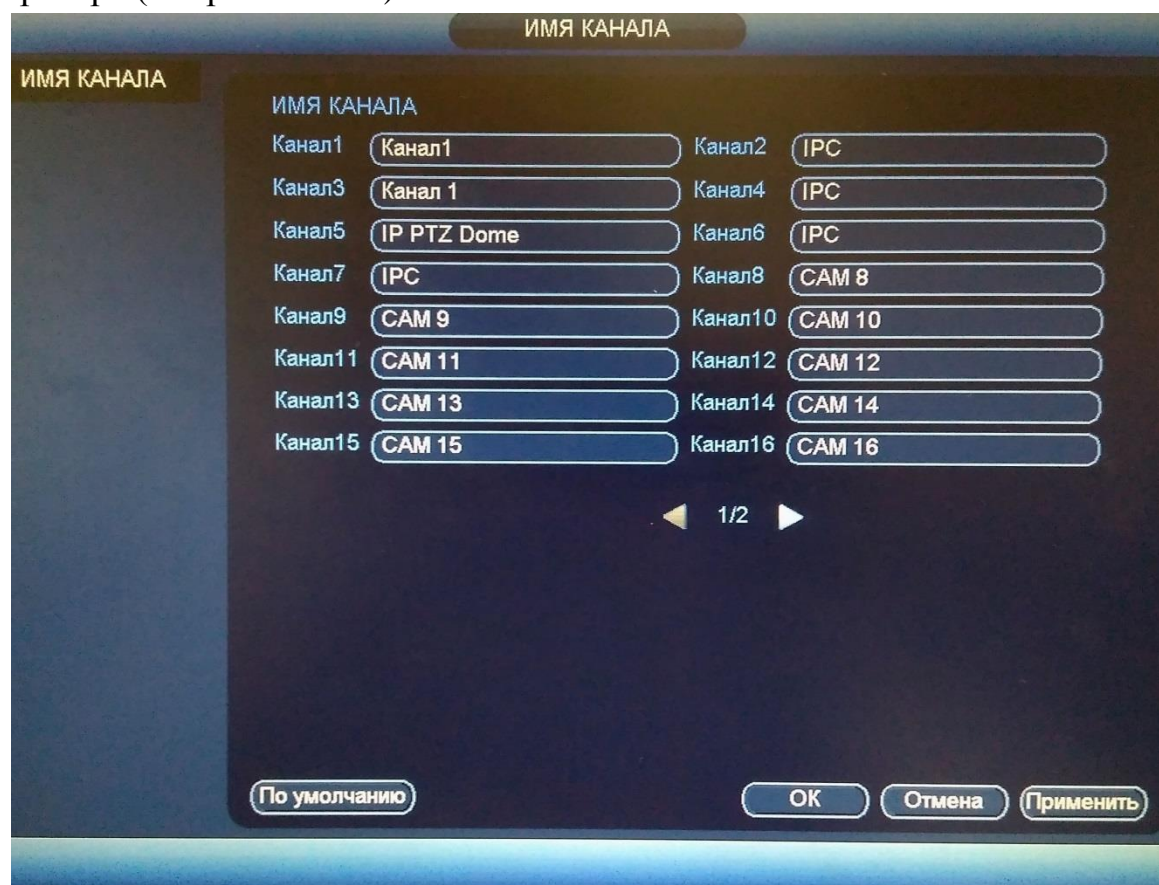 ИМЯ КАНАЛА
ИМЯ КАНАЛА
ИМЯ КАНАЛА
Канал1 Канал1 Канал2 IPC
Канал3 Канал 1 Канал4 IPC
Канал5 IP PTZ Dome Канал6 IPC
Канал7 IPC Канал8 CAM 8
Канал9 CAM 9 Канал10 CAM 10
Канал11 CAM 11 Канал12 CAM 12
Канал13 CAM 13 Канал14 CAM 14
Канал15 CAM 15 Канал16 CAM 16
1/2
По умолчанию ОК Отмена Применить